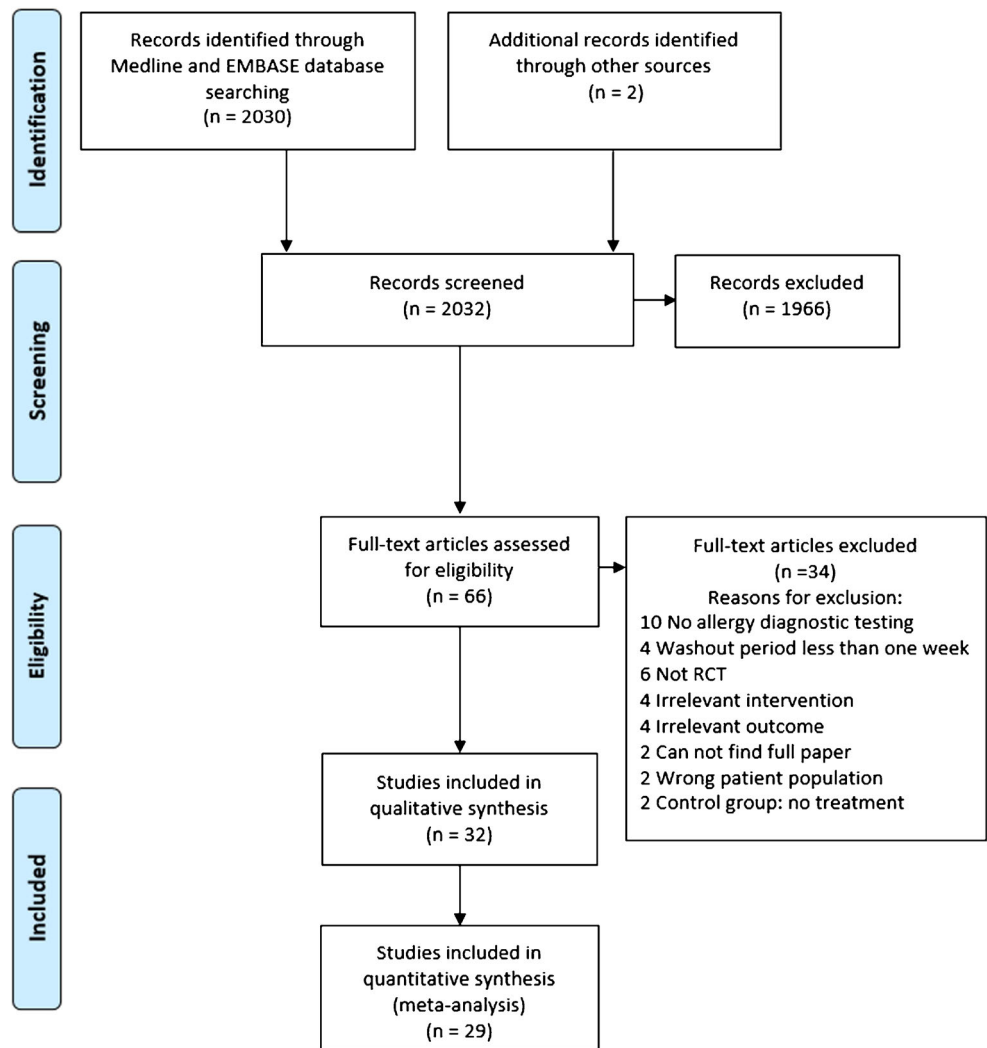 Identification
Records identified through
Medline and EMBASE database
searching
(n = 2030)
Additional records identified
through other sources
(n = 2)
Screening
Records screened
(n = 2032)
Records excluded
(n = 1966)
Eligibility
Full-text articles assessed
for eligibility
(n = 66)
Full-text articles excluded
(n =34)
Reasons for exclusion:
10 No allergy diagnostic testing
4 Washout period less than one week
6 Not RCT
4 Irrelevant intervention
4 Irrelevant outcome
2 Can not find full paper
2 Wrong patient population
2 Control group: no treatment
Included
Studies included in
qualitative synthesis
(n = 32)
Studies included in
quantitative synthesis
(meta-analysis)
(n = 29)